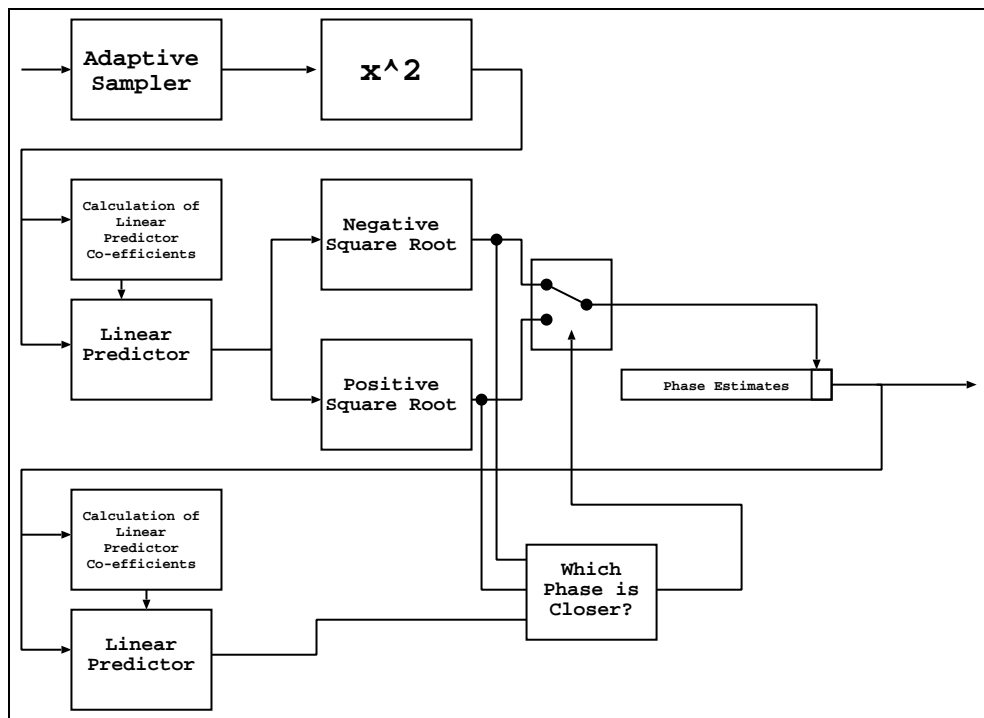 Adaptive
Sampler
x^2
Calculation of
Linear
Predictor
Co-efficients
Negative
Square Root
Linear
Predictor
Positive
Square Root
Phase Estimates
Calculation of
Linear
Predictor
Co-efficients
Which
Phase is
Closer?
Linear
Predictor